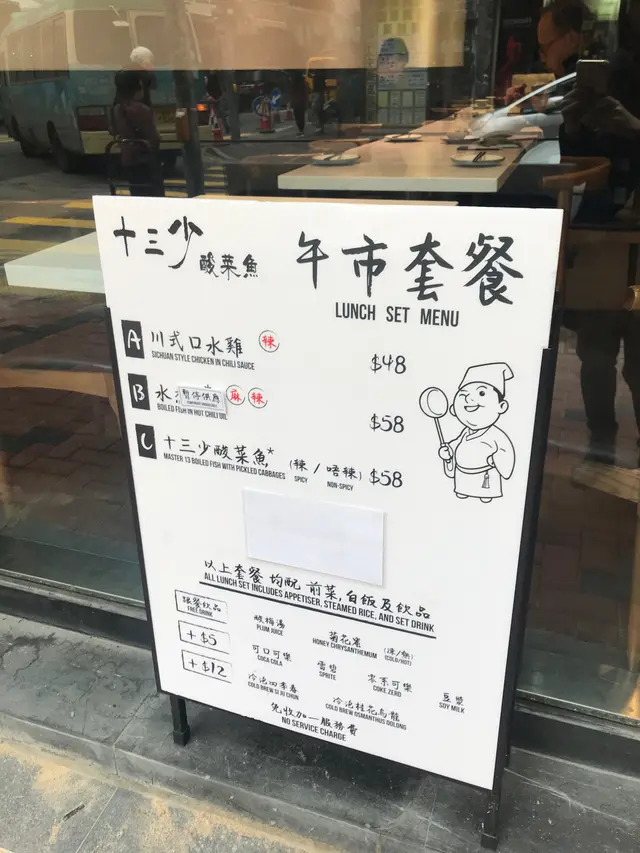 十三少 酸菜魚
午市套餐
LUNCH SET MENU
A 川式口水雞 辣 $48
SICHUAN STYLE CHICKEN IN CHILI SAUCE
B 水 暫停供應 麻 辣 $58
BOILED FISH IN HOT CHILI OIL
C 十三少酸菜魚* (辣 / 唔辣) $58
MASTER 13 BOILED FISH WITH PICKLED CABBAGES SPICY NON-SPICY
以上套餐 均配 前菜,白飯及飲品
ALL LUNCH SET INCLUDES APPETISER, STEAMED RICE, AND SET DRINK
跟餐飲品 酸梅湯 菊花蜜 (凍/熱)
FREE DRINK PLUM JUICE HONEY CHRYSANTHEMUM (COLD/HOT)
+$5 可口可樂 雪碧 零系可樂 豆漿
COCA COLA SPRITE COKE ZERO SOY MILK
+$12 冷泡四季春 冷泡桂花烏龍
COLD BREW SI JU CHUN COLD BREW OSMANTHUS OOLONG
免收加一服務費
NO SERVICE CHARGE